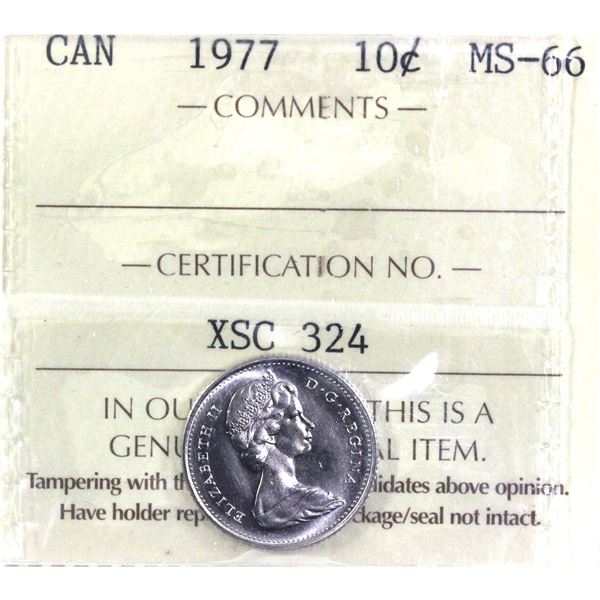 CAN 1977 10¢ MS-66
— COMMENTS —
— CERTIFICATION NO. —
XSC 324
IN OU THIS IS A
GENU AL ITEM.
Tampering with th idates above opinion.
Have holder rep ckage/seal not intact.
ELIZABETH II D·G·REGINA